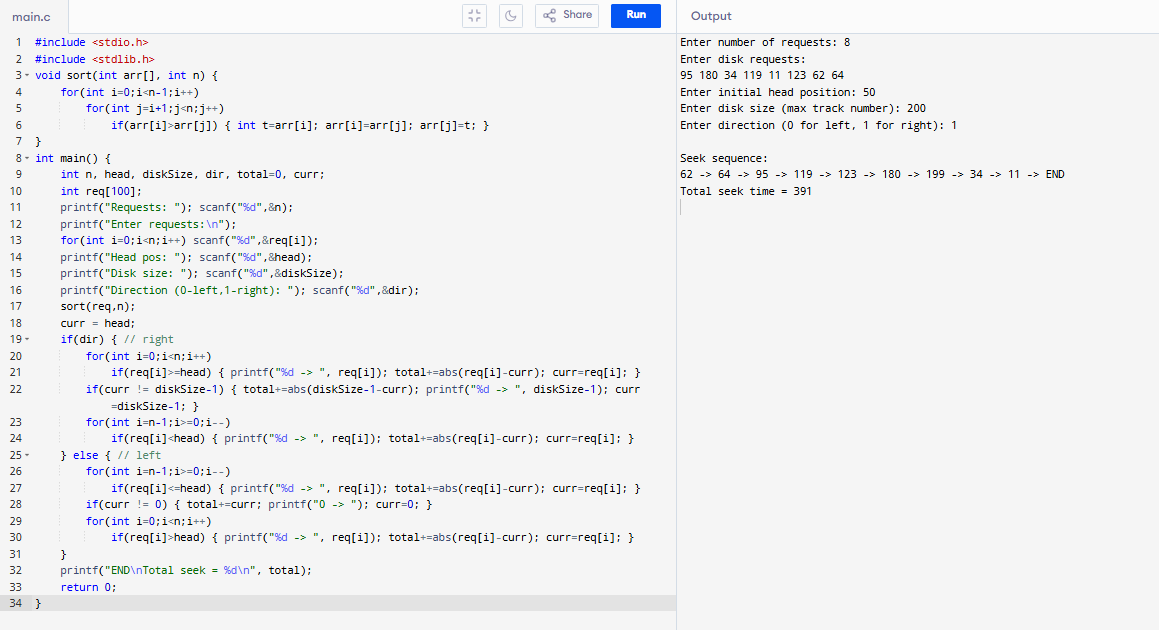 main.c
Share
Run
Output
1 #include <stdio.h>
2 #include <stdlib.h>
3 void sort(int arr[], int n) {
4 for(int i=0;i<n-1;i++)
5 for(int j=i+1;j<n;j++)
6 if(arr[i]>arr[j]) { int t=arr[i]; arr[i]=arr[j]; arr[j]=t; }
7 }
8 int main() {
9 int n, head, diskSize, dir, total=0, curr;
10 int req[100];
11 printf("Requests: "); scanf("%d",&n);
12 printf("Enter requests:\n");
13 for(int i=0;i<n;i++) scanf("%d",&req[i]);
14 printf("Head pos: "); scanf("%d",&head);
15 printf("Disk size: "); scanf("%d",&diskSize);
16 printf("Direction (0-left,1-right): "); scanf("%d",&dir);
17 sort(req,n);
18 curr = head;
19 if(dir) { // right
20 for(int i=0;i<n;i++)
21 if(req[i]>=head) { printf("%d -> ", req[i]); total+=abs(req[i]-curr); curr=req[i]; }
22 if(curr != diskSize-1) { total+=abs(diskSize-1-curr); printf("%d -> ", diskSize-1); curr
=diskSize-1; }
23 for(int i=n-1;i>=0;i--)
24 if(req[i]<head) { printf("%d -> ", req[i]); total+=abs(req[i]-curr); curr=req[i]; }
25 } else { // left
26 for(int i=n-1;i>=0;i--)
27 if(req[i]<=head) { printf("%d -> ", req[i]); total+=abs(req[i]-curr); curr=req[i]; }
28 if(curr != 0) { total+=curr; printf("0 -> "); curr=0; }
29 for(int i=0;i<n;i++)
30 if(req[i]>head) { printf("%d -> ", req[i]); total+=abs(req[i]-curr); curr=req[i]; }
31 }
32 printf("END\nTotal seek = %d\n", total);
33 return 0;
34 }
Enter number of requests: 8
Enter disk requests:
95 180 34 119 11 123 62 64
Enter initial head position: 50
Enter disk size (max track number): 200
Enter direction (0 for left, 1 for right): 1
Seek sequence:
62 -> 64 -> 95 -> 119 -> 123 -> 180 -> 199 -> 34 -> 11 -> END
Total seek time = 391